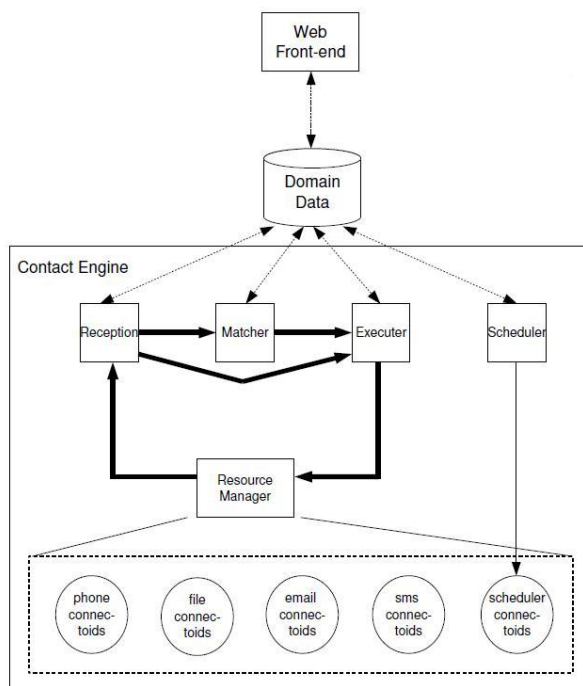 Web
Front-end
Domain
Data
Contact Engine
Reception
Matcher
Executer
Scheduler
Resource
Manager
phone
connec-
toids
file
connec-
toids
email
connec-
toids
sms
connec-
toids
scheduler
connec-
toids